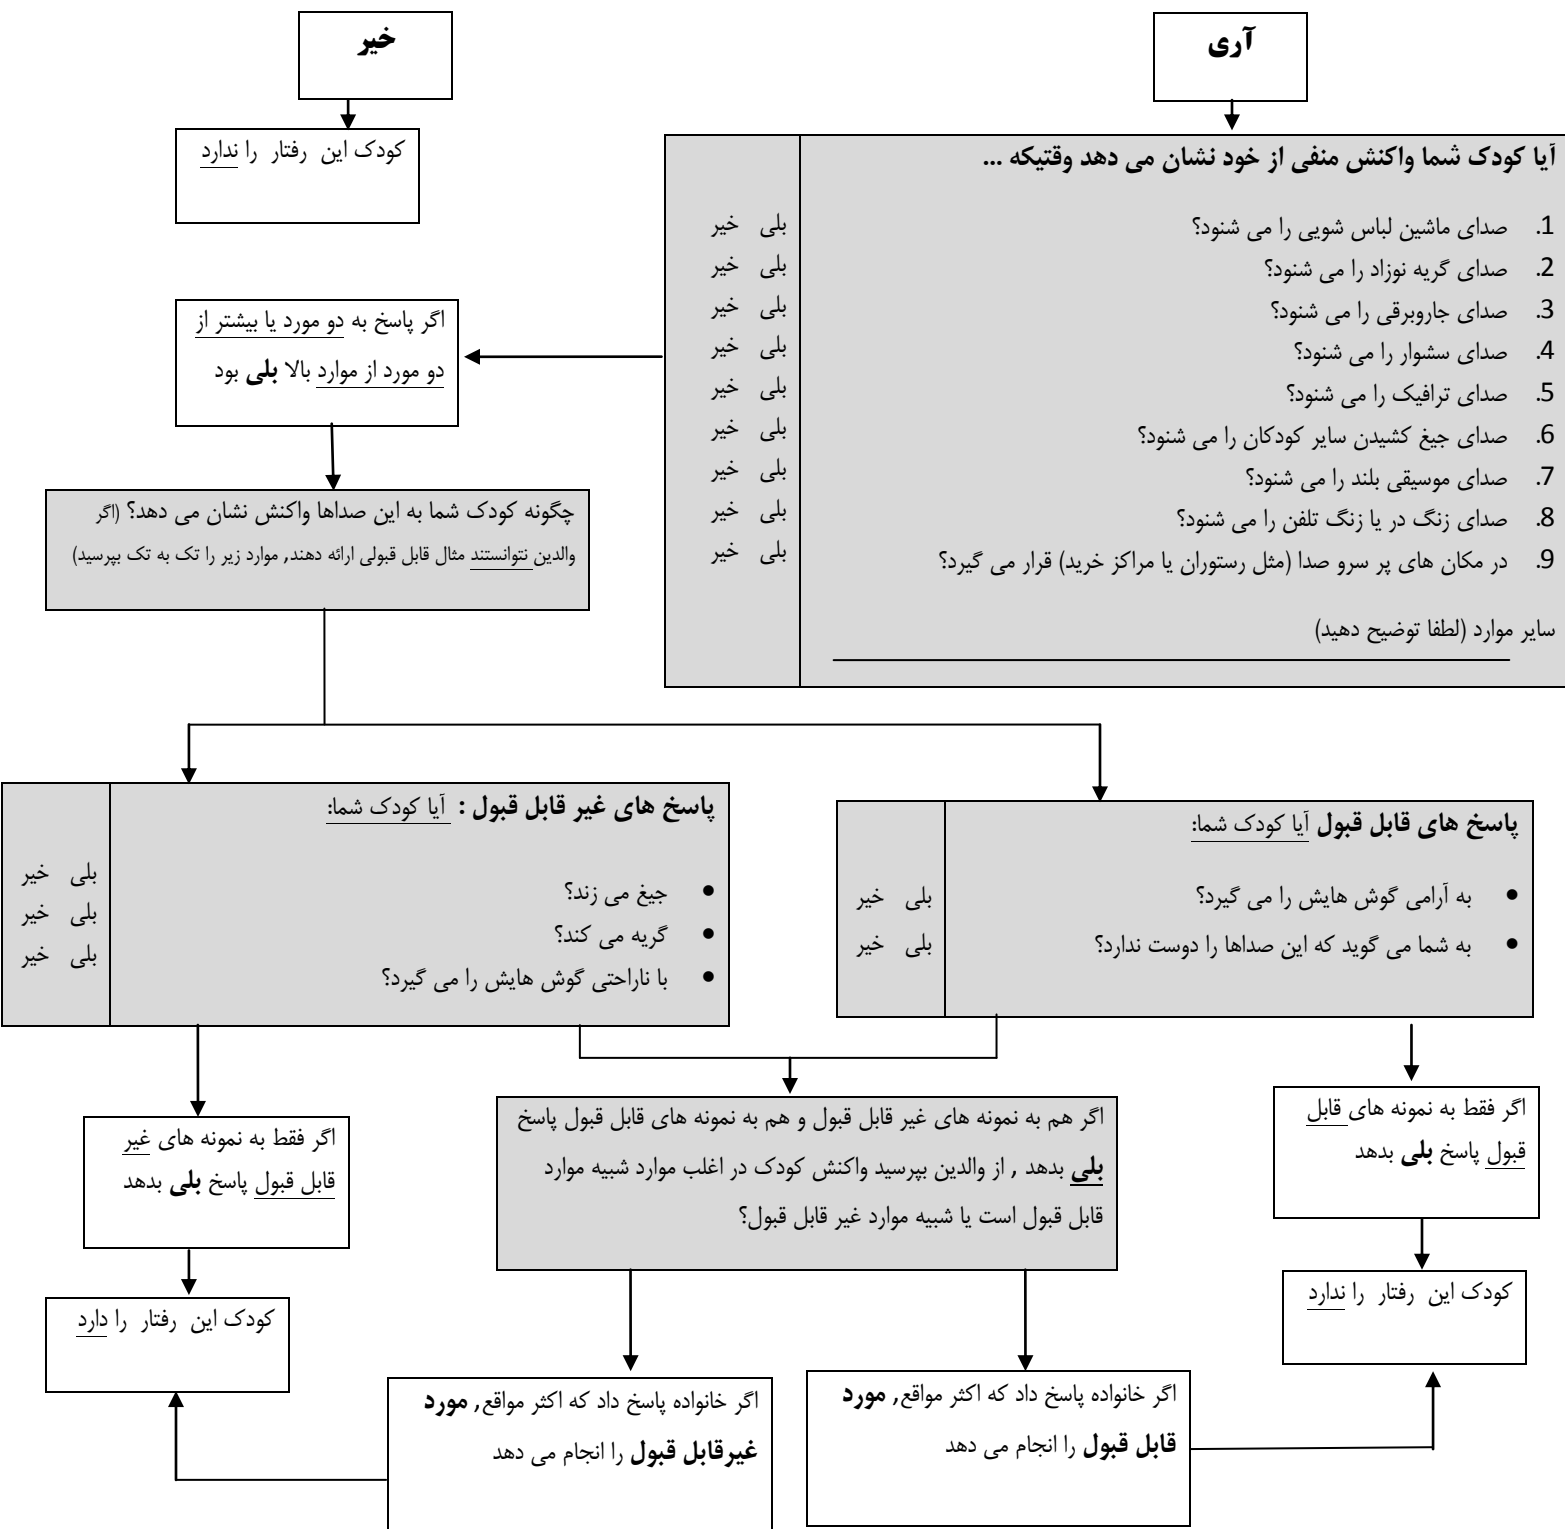 آری
خیر
کودک این رفتار را ندارد
آیا کودک شما واکنش منفی از خود نشان می دهد وقتیکه ...
1. صدای ماشین لباس شویی را می شنود؟ بلی خیر
2. صدای گریه نوزاد را می شنود؟ بلی خیر
3. صدای جاروبرقی را می شنود؟ بلی خیر
4. صدای سشوار را می شنود؟ بلی خیر
5. صدای ترافیک را می شنود؟ بلی خیر
6. صدای جیغ کشیدن سایر کودکان را می شنود؟ بلی خیر
7. صدای موسیقی بلند را می شنود؟ بلی خیر
8. صدای زنگ در یا زنگ تلفن را می شنود؟ بلی خیر
9. در مکان های پر سرو صدا (مثل رستوران یا مراکز خرید) قرار می گیرد؟ بلی خیر
سایر موارد (لطفا توضیح دهید)
اگر پاسخ به دو مورد یا بیشتر از
دو مورد از موارد بالا بلی بود
چگونه کودک شما به این صداها واکنش نشان می دهد؟ (اگر
والدین نتوانستند مثال قابل قبولی ارائه دهند, موارد زیر را تک به تک بپرسید)
پاسخ های قابل قبول آیا کودک شما:
• به آرامی گوش هایش را می گیرد؟ بلی خیر
• به شما می گوید که این صداها را دوست ندارد؟ بلی خیر
پاسخ های غیر قابل قبول : آیا کودک شما:
• جیغ می زند؟ بلی خیر
• گریه می کند؟ بلی خیر
• با ناراحتی گوش هایش را می گیرد؟ بلی خیر
اگر فقط به نمونه های قابل
قبول پاسخ بلی بدهد
اگر هم به نمونه های غیر قابل قبول و هم به نمونه های قابل قبول پاسخ
بلی بدهد , از والدین بپرسید واکنش کودک در اغلب موارد شبیه موارد
قابل قبول است یا شبیه موارد غیر قابل قبول؟
اگر فقط به نمونه های غیر
قابل قبول پاسخ بلی بدهد
کودک این رفتار را ندارد
کودک این رفتار را دارد
اگر خانواده پاسخ داد که اکثر مواقع, مورد
قابل قبول را انجام می دهد
اگر خانواده پاسخ داد که اکثر مواقع, مورد
غیرقابل قبول را انجام می دهد